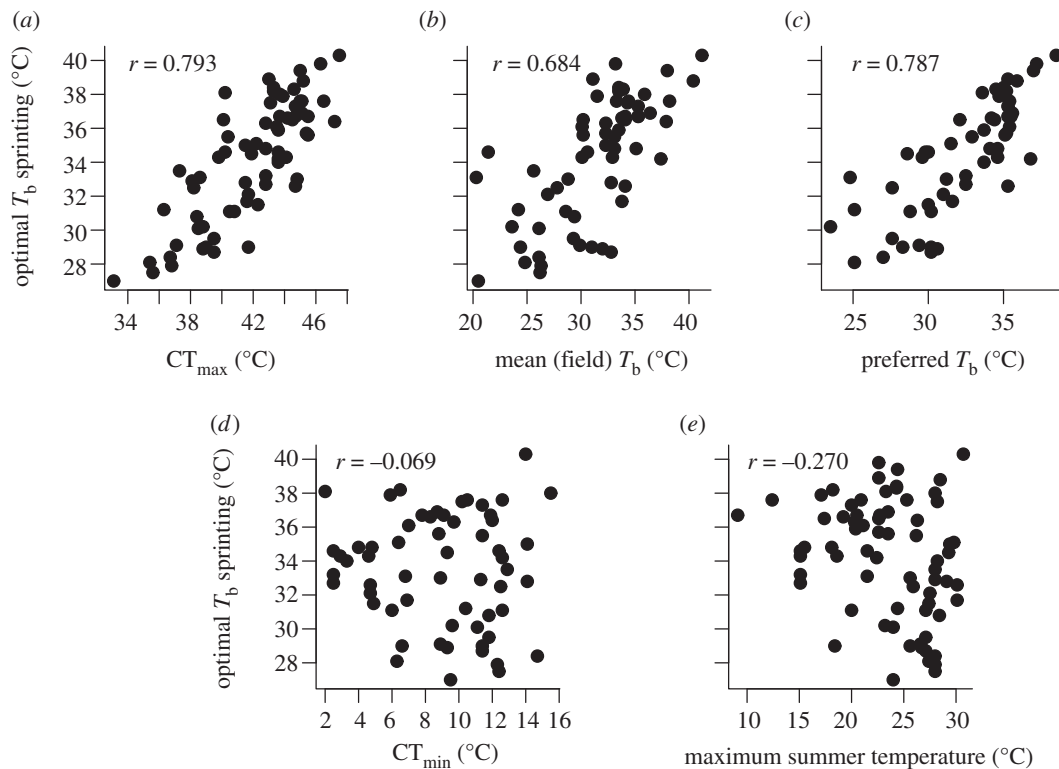 (a)
(b)
(c)
optimal Tb sprinting (°C)
r = 0.793
r = 0.684
r = 0.787
40
38
36
34
32
30
28
34 38 42 46
20 25 30 35 40
25 30 35
CTmax (°C)
mean (field) Tb (°C)
preferred Tb (°C)
(d)
(e)
optimal Tb sprinting (°C)
r = –0.069
r = –0.270
40
38
36
34
32
30
28
2 4 6 8 10 12 14 16
10 15 20 25 30
CTmin (°C)
maximum summer temperature (°C)